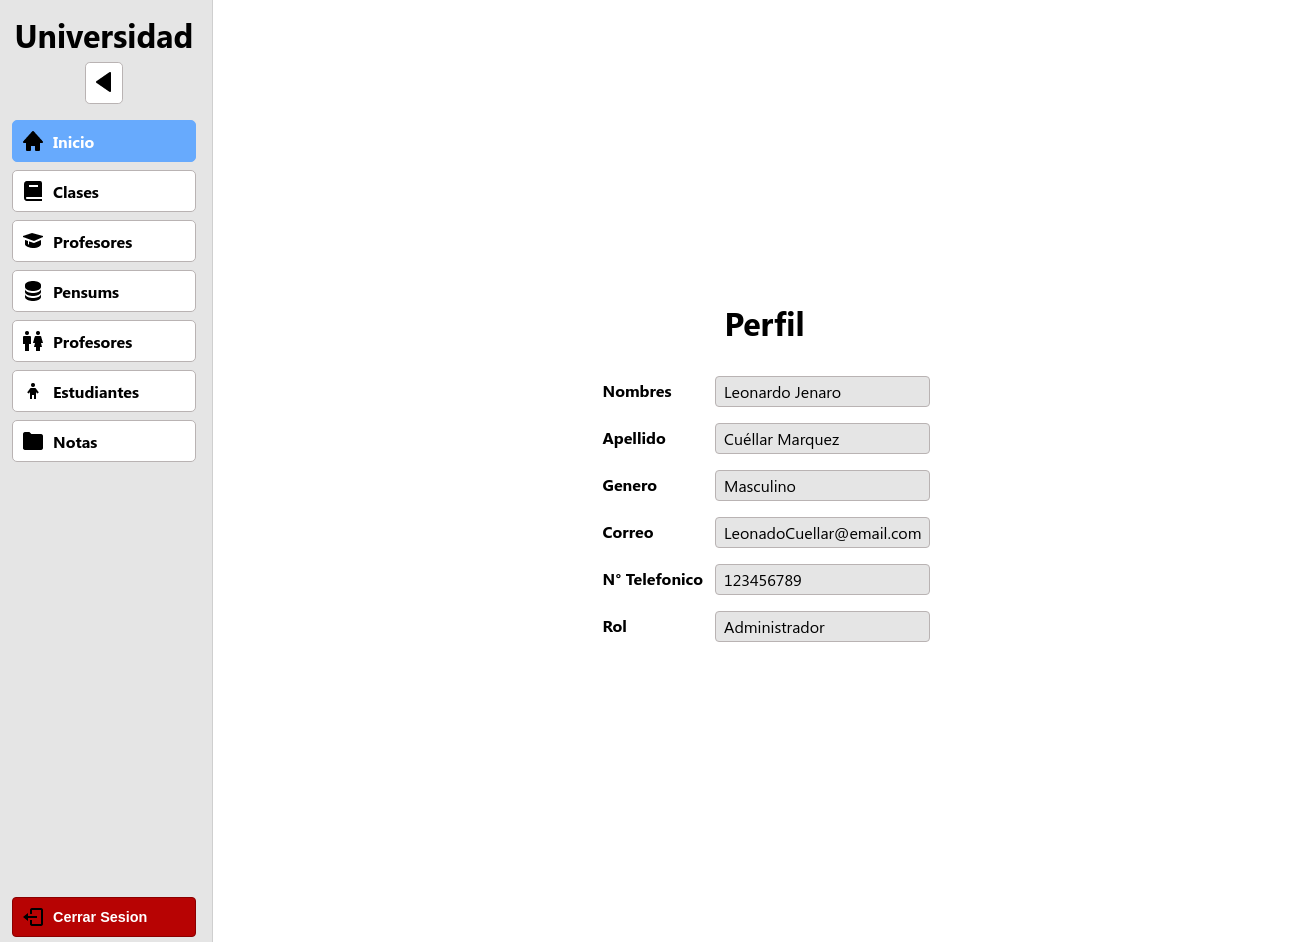 Universidad
Inicio
Clases
Profesores
Pensums
Profesores
Estudiantes
Notas
Cerrar Sesion
Perfil
Nombres Leonardo Jenaro
Apellido Cuéllar Marquez
Genero Masculino
Correo LeonadoCuellar@email.com
N° Telefonico 123456789
Rol Administrador